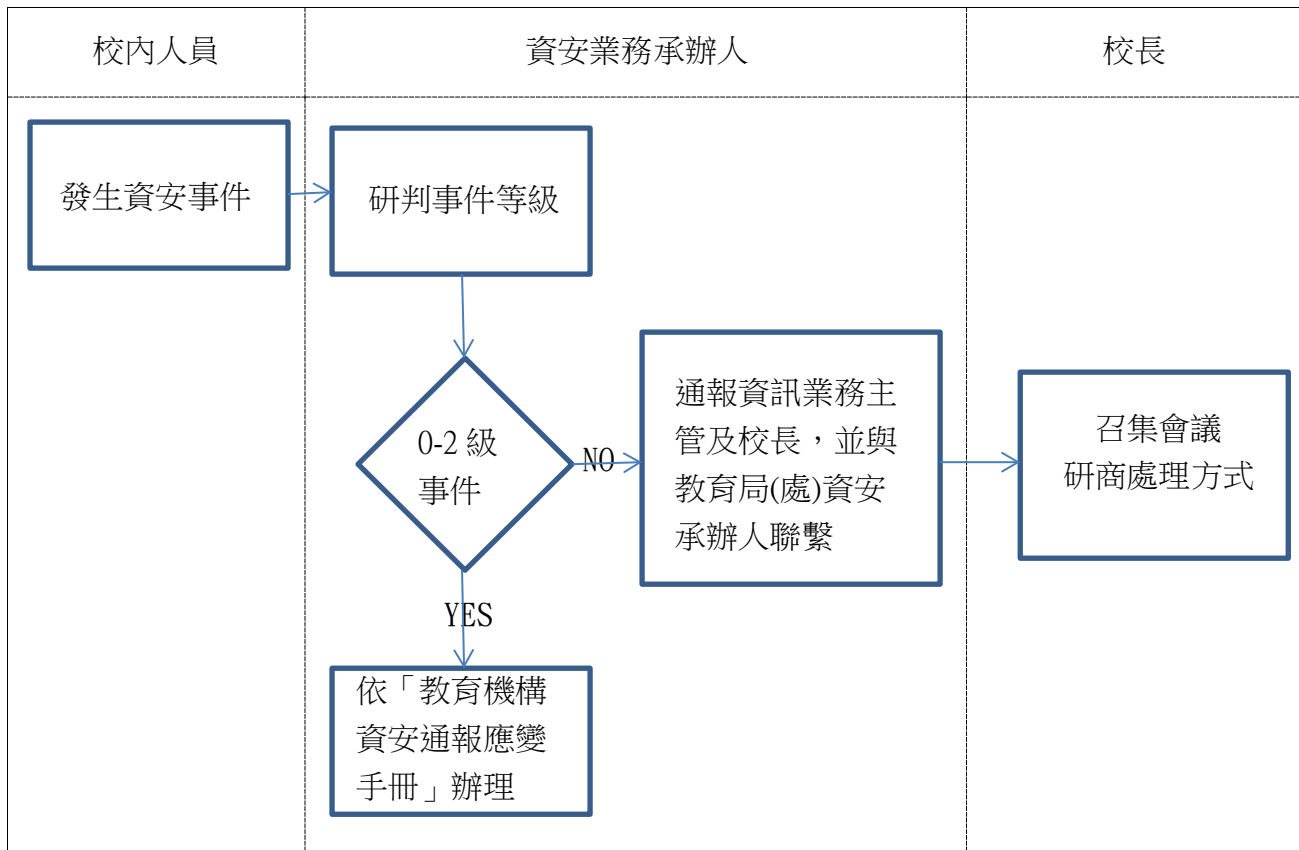 校內人員
資安業務承辦人
校長
發生資安事件
研判事件等級
0-2 級
事件
NO
通報資訊業務主
管及校長，並與
教育局(處)資安
承辦人聯繫
召集會議
研商處理方式
YES
依「教育機構
資安通報應變
手冊」辦理